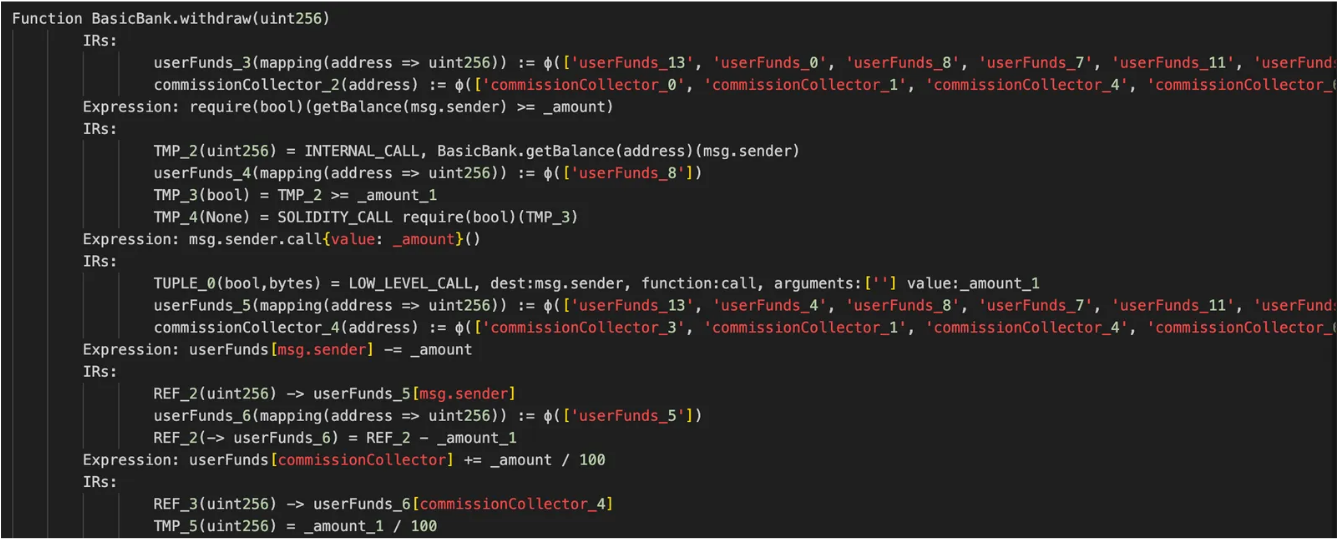 Function BasicBank.withdraw(uint256)
IRs:
userFunds_3(mapping(address => uint256)) := ϕ(['userFunds_13', 'userFunds_0', 'userFunds_8', 'userFunds_7', 'userFunds_11', 'userFunds
commissionCollector_2(address) := ϕ(['commissionCollector_0', 'commissionCollector_1', 'commissionCollector_4', 'commissionCollector_
Expression: require(bool)(getBalance(msg.sender) >= _amount)
IRs:
TMP_2(uint256) = INTERNAL_CALL, BasicBank.getBalance(address)(msg.sender)
userFunds_4(mapping(address => uint256)) := ϕ(['userFunds_8'])
TMP_3(bool) = TMP_2 >= _amount_1
TMP_4(None) = SOLIDITY_CALL require(bool)(TMP_3)
Expression: msg.sender.call{value: _amount}()
IRs:
TUPLE_0(bool,bytes) = LOW_LEVEL_CALL, dest:msg.sender, function:call, arguments:[''] value:_amount_1
userFunds_5(mapping(address => uint256)) := ϕ(['userFunds_13', 'userFunds_4', 'userFunds_8', 'userFunds_7', 'userFunds_11', 'userFunds
commissionCollector_4(address) := ϕ(['commissionCollector_3', 'commissionCollector_1', 'commissionCollector_4', 'commissionCollector_
Expression: userFunds[msg.sender] -= _amount
IRs:
REF_2(uint256) -> userFunds_5[msg.sender]
userFunds_6(mapping(address => uint256)) := ϕ(['userFunds_5'])
REF_2(-> userFunds_6) = REF_2 - _amount_1
Expression: userFunds[commissionCollector] += _amount / 100
IRs:
REF_3(uint256) -> userFunds_6[commissionCollector_4]
TMP_5(uint256) = _amount_1 / 100